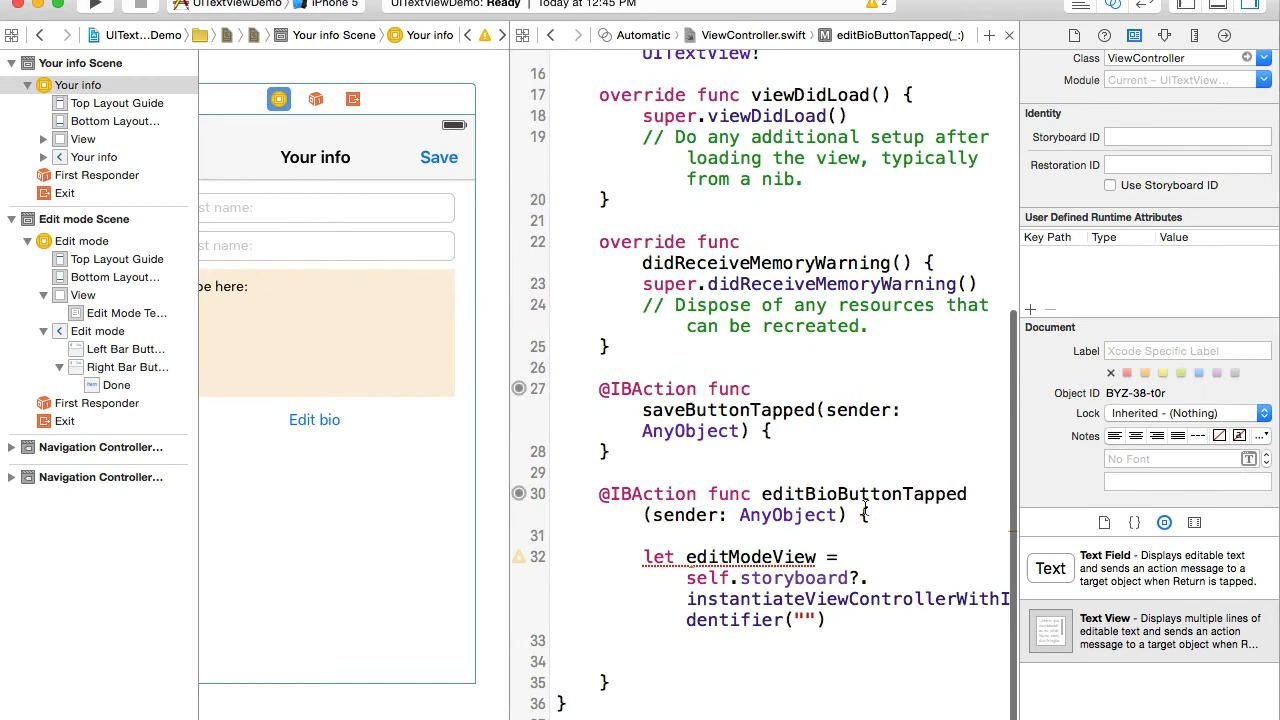 UITextViewDemo
iPhone 5
UITextViewDemo: Ready
Today at 12:45 PM
2
UIText...Demo
Your info Scene
Your info
Automatic
ViewController.swift
M
editBioButtonTapped(_:)
Your info Scene
Your info
Top Layout Guide
Bottom Layout...
View
Your info
First Responder
Exit
Edit mode Scene
Edit mode
Top Layout Guide
Bottom Layout...
View
Edit Mode Te...
Edit mode
Left Bar Butt...
Right Bar But...
Item
Done
First Responder
Exit
Navigation Controller...
Navigation Controller...
Your info
Save
st name:
st name:
pe here:
Edit bio
UITextView!
16
17 override func viewDidLoad() {
18 super.viewDidLoad()
19 // Do any additional setup after
loading the view, typically
from a nib.
20 }
21
22 override func
didReceiveMemoryWarning() {
23 super.didReceiveMemoryWarning()
24 // Dispose of any resources that
can be recreated.
25 }
26
27 @IBAction func
saveButtonTapped(sender:
AnyObject) {
28 }
29
30 @IBAction func editBioButtonTapped
(sender: AnyObject) {
31
32 let editModeView =
self.storyboard?.
instantiateViewControllerWithI
dentifier("")
33
34
35 }
36 }
Class
ViewController
Module
Current – UITextView...
Identity
Storyboard ID
Restoration ID
Use Storyboard ID
User Defined Runtime Attributes
Key Path
Type
Value
Document
Label
Xcode Specific Label
Object ID
BYZ-38-t0r
Lock
Inherited - (Nothing)
Notes
No Font
Text
Text Field - Displays editable text
and sends an action message to a
target object when Return is tapped.
Text View - Displays multiple lines
of editable text and sends an action
message to a target object when R...